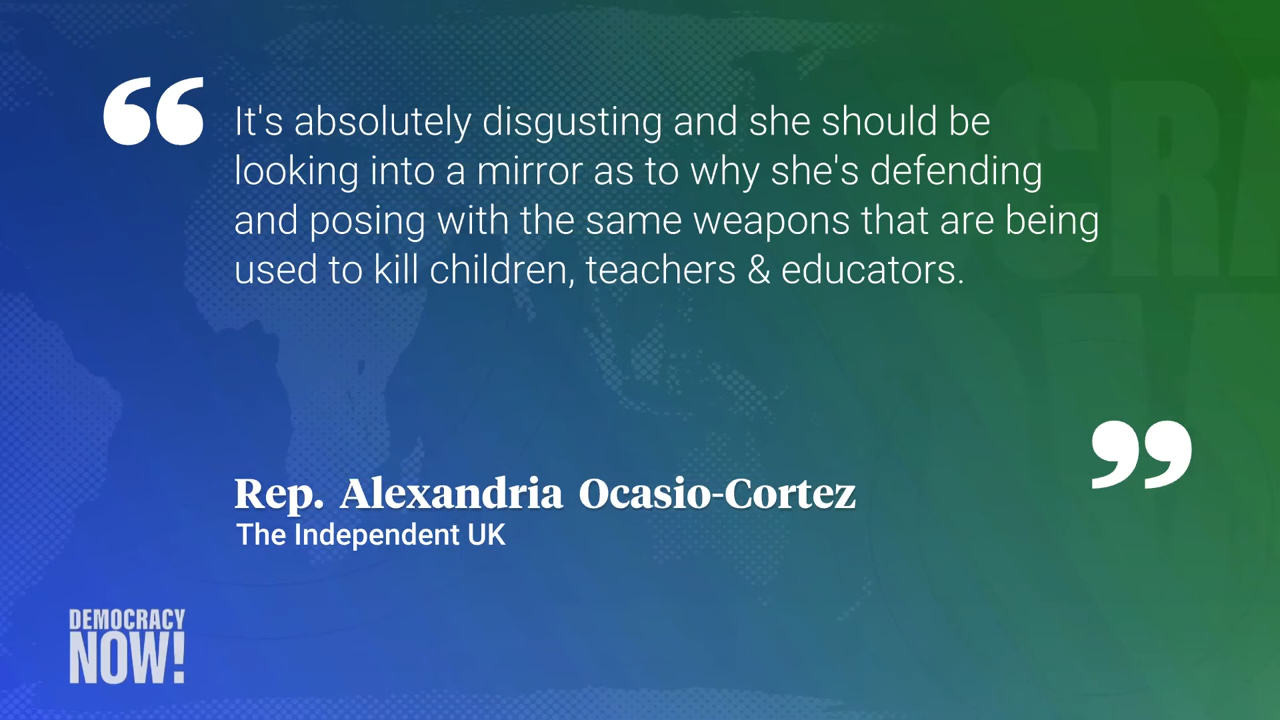 “
It's absolutely disgusting and she should be
looking into a mirror as to why she's defending
and posing with the same weapons that are being
used to kill children, teachers & educators.
”
Rep. Alexandria Ocasio-Cortez
The Independent UK
DEMOCRACY
NOW!